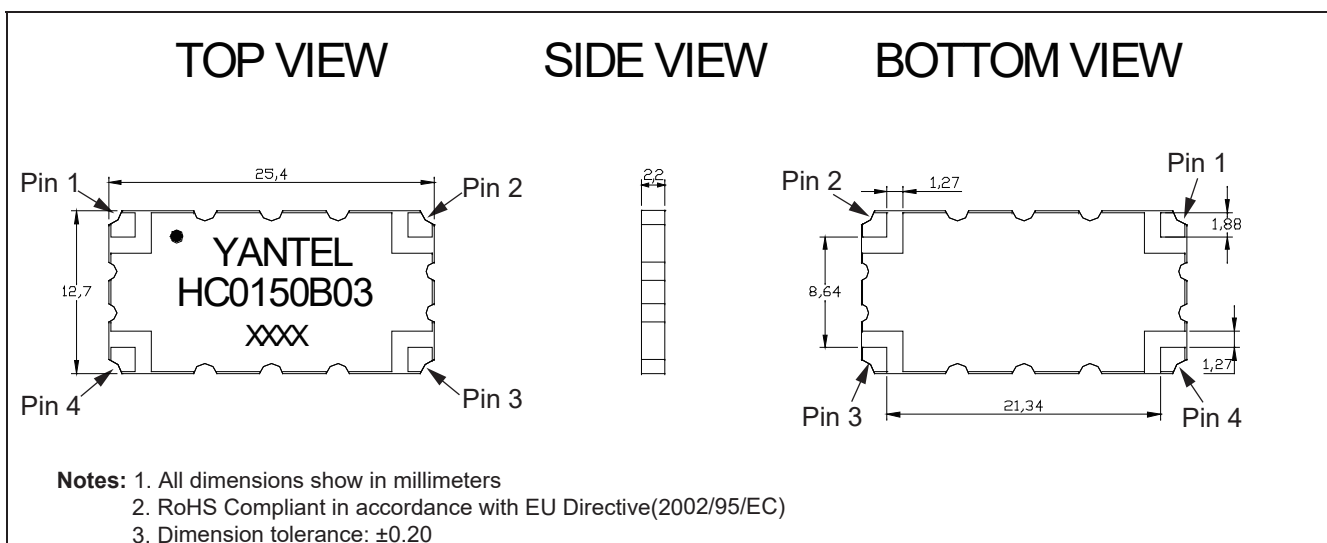 TOP VIEW
SIDE VIEW
BOTTOM VIEW
Pin 1
25,4
Pin 2
12,7
YANTEL
HC0150B03
XXXX
Pin 4
Pin 3
2,2
Pin 2
1,27
Pin 1
1,88
8,64
1,27
Pin 3
21,34
Pin 4
Notes: 1. All dimensions show in millimeters
2. RoHS Compliant in accordance with EU Directive(2002/95/EC)
3. Dimension tolerance: ±0.20